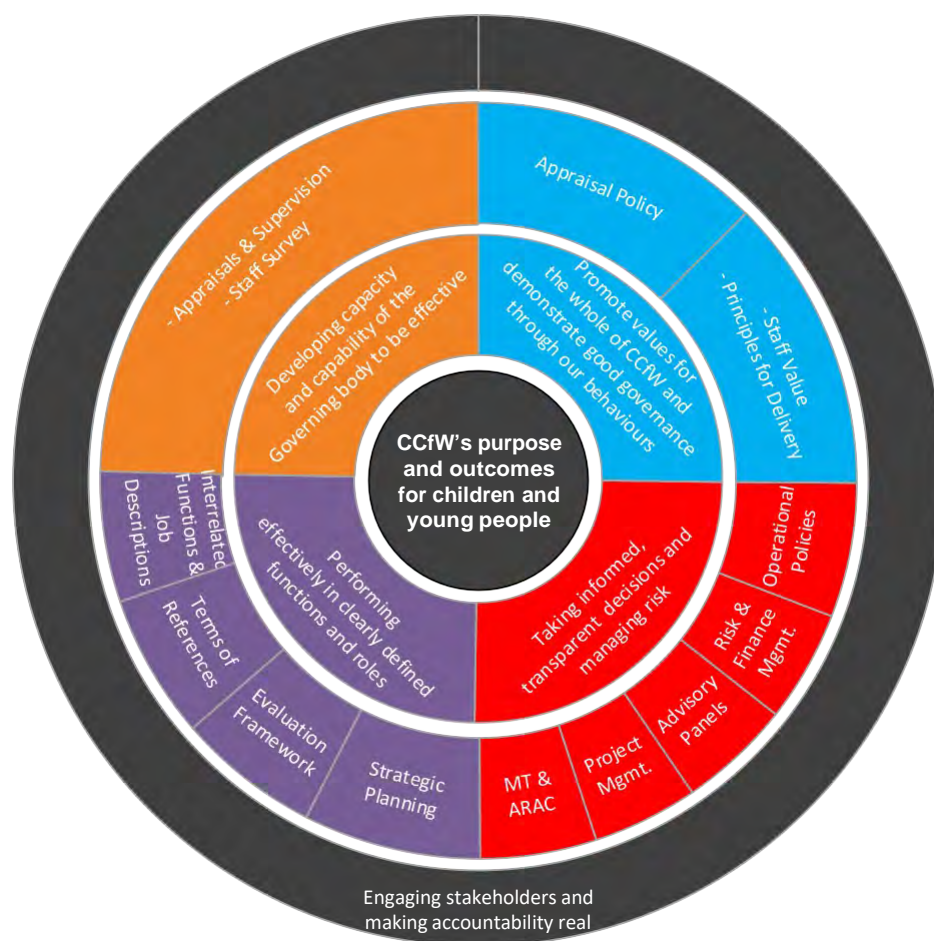 Appraisal Policy
- Staff Value
- Principles for Delivery
Promote values for
the whole of CCfW and
demonstrate good governance
through our behaviours
- Appraisals & Supervision
- Staff Survey
Developing capacity
and capability of the
Governing body to be effective
CCfW’s purpose
and outcomes
for children and
young people
Interrelated
Functions &
Job
Descriptions
Terms of
References
Evaluation
Framework
Strategic
Planning
Performing
effectively in clearly defined
functions and roles
Taking informed,
transparent decisions and
managing risk
Operational
Policies
Risk &
Finance
Mgmt.
Advisory
Panels
Project
Mgmt.
MT &
ARAC
Engaging stakeholders and
making accountability real